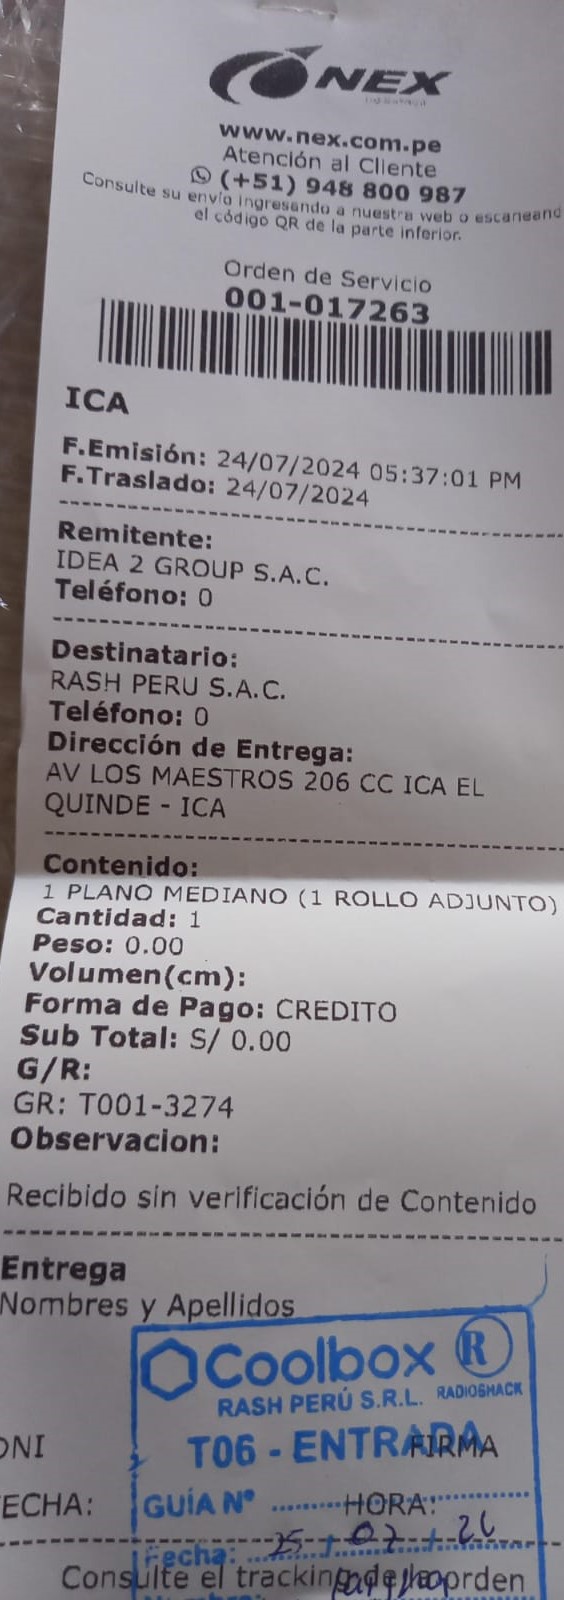 NEX
www.nex.com.pe
Atención al Cliente
(+51) 948 800 987
Consulte su envío ingresando a nuestra web o escaneand
el código QR de la parte inferior.
Orden de Servicio
001-017263
ICA
F.Emisión: 24/07/2024 05:37:01 PM
F.Traslado: 24/07/2024
Remitente:
IDEA 2 GROUP S.A.C.
Teléfono: 0
Destinatario:
RASH PERU S.A.C.
Teléfono: 0
Dirección de Entrega:
AV LOS MAESTROS 206 CC ICA EL
QUINDE - ICA
Contenido:
1 PLANO MEDIANO (1 ROLLO ADJUNTO)
Cantidad: 1
Peso: 0.00
Volumen(cm):
Forma de Pago: CREDITO
Sub Total: S/ 0.00
G/R:
GR: T001-3274
Observacion:
Recibido sin verificación de Contenido
Entrega
Nombres y Apellidos
Coolbox R
RASH PERÚ S.R.L. RADIOSHACK
DNI T06 - ENTRADA FIRMA
ECHA: GUÍA Nº HORA:
Fecha: 25 / 07 /
Consulte el tracking de la orden